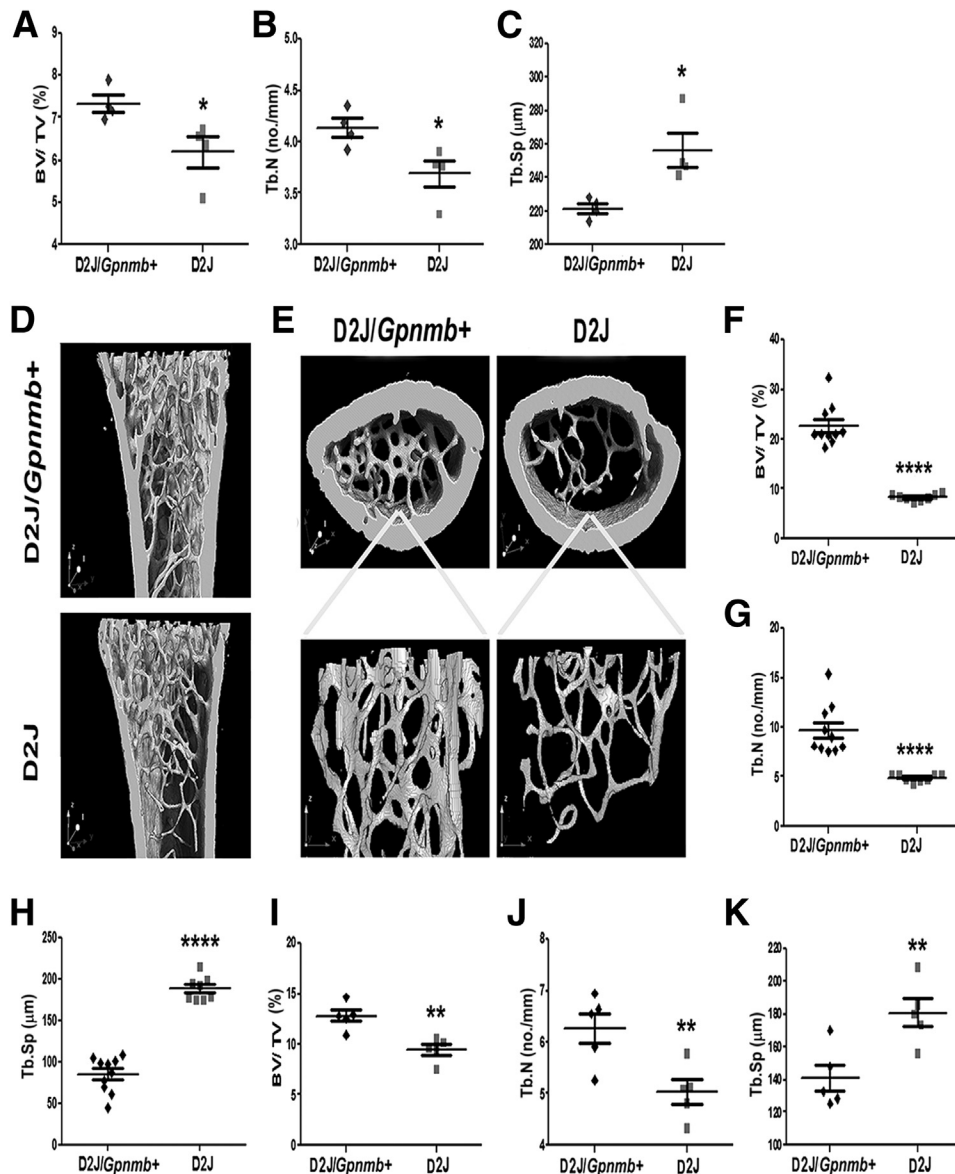 A
BV/ TV (%)
9
8
7
6
5
4
*
D2J/Gpnmb+
D2J
B
Tb.N (no./mm)
5.0
4.5
4.0
3.5
3.0
*
D2J/Gpnmb+
D2J
C
Tb.Sp (μm)
320
300
280
260
240
220
200
*
D2J/Gpnmb+
D2J
D
D2J/Gpnmb+
D2J
E
D2J/Gpnmb+
D2J
F
BV/ TV (%)
40
30
20
10
0
****
D2J/Gpnmb+
D2J
G
Tb.N (no./mm)
20
15
10
5
0
****
D2J/Gpnmb+
D2J
H
Tb.Sp (μm)
250
200
150
100
50
0
****
D2J/Gpnmb+
D2J
I
BV/ TV (%)
20
15
10
5
0
**
D2J/Gpnmb+
D2J
J
Tb.N (no./mm)
8
7
6
5
4
**
D2J/Gpnmb+
D2J
K
Tb.Sp (μm)
220
200
180
160
140
120
100
**
D2J/Gpnmb+
D2J